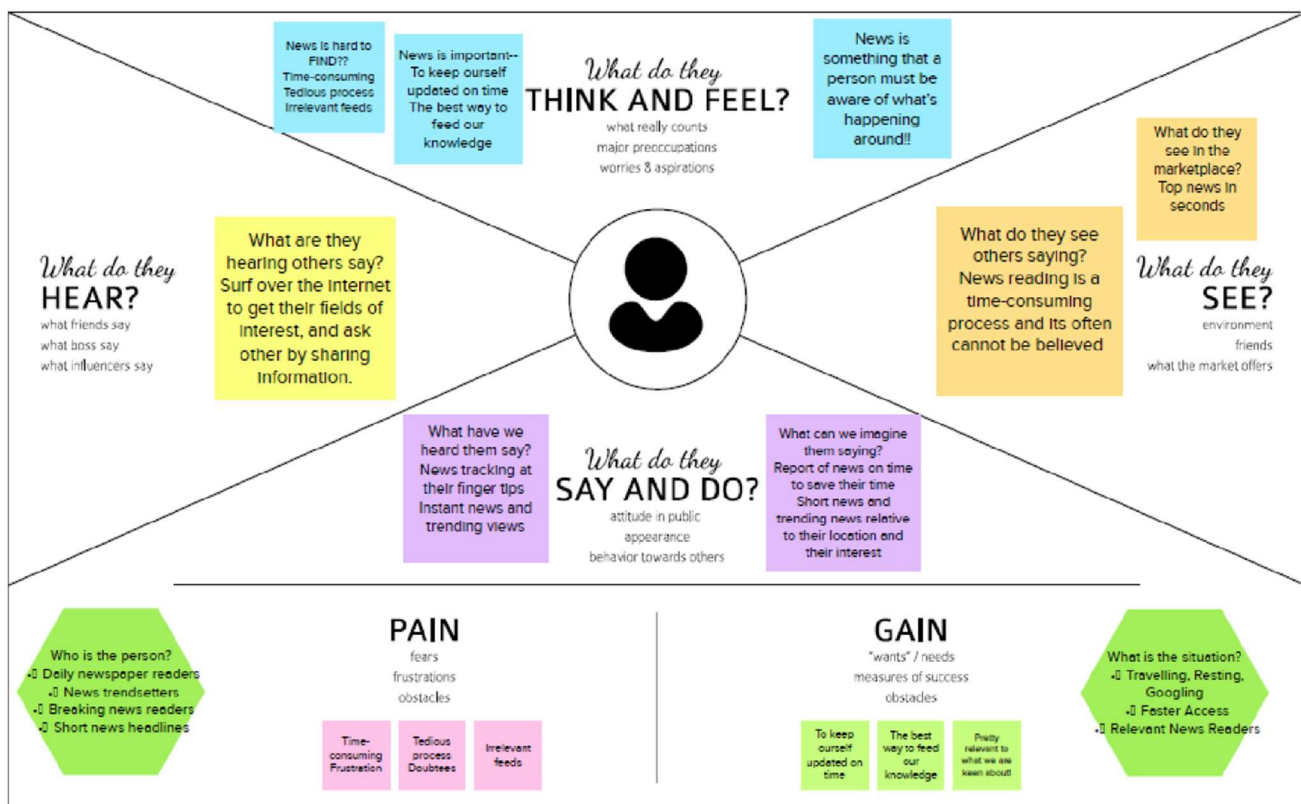 News is hard to
FIND??
Time-consuming
Tedious process
Irrelevant feeds
News is important--
To keep ourself
updated on time
The best way to
feed our
knowledge
What do they
THINK AND FEEL?
what really counts
major preoccupations
worries & aspirations
News is
something that a
person must be
aware of what's
happening
around!!
What do they
see in the
marketplace?
Top news in
seconds
What do they
HEAR?
what friends say
what boss say
what influencers say
What are they
hearing others say?
Surf over the internet
to get their fields of
interest, and ask
other by sharing
information.
What do they see
others saying?
News reading is a
time-consuming
process and its often
cannot be believed
What do they
SEE?
environment
friends
what the market offers
What have we
heard them say?
News tracking at
their finger tips
Instant news and
trending views
What do they
SAY AND DO?
attitude in public
appearance
behavior towards others
What can we imagine
them saying?
Report of news on time
to save their time
Short news and
trending news relative
to their location and
their interest
Who is the person?
• Daily newspaper readers
• News trendsetters
• Breaking news readers
• Short news headlines
PAIN
fears
frustrations
obstacles
Time-
consuming
Frustration
Tedious
process
Doubtees
Irrelevant
feeds
GAIN
"wants" / needs
measures of success
obstacles
To keep
ourself
updated on
time
The best
way to feed
our
knowledge
Pretty
relevant to
what we are
keen about!
What is the situation?
• Travelling, Resting,
Googling
• Faster Access
• Relevant News Readers